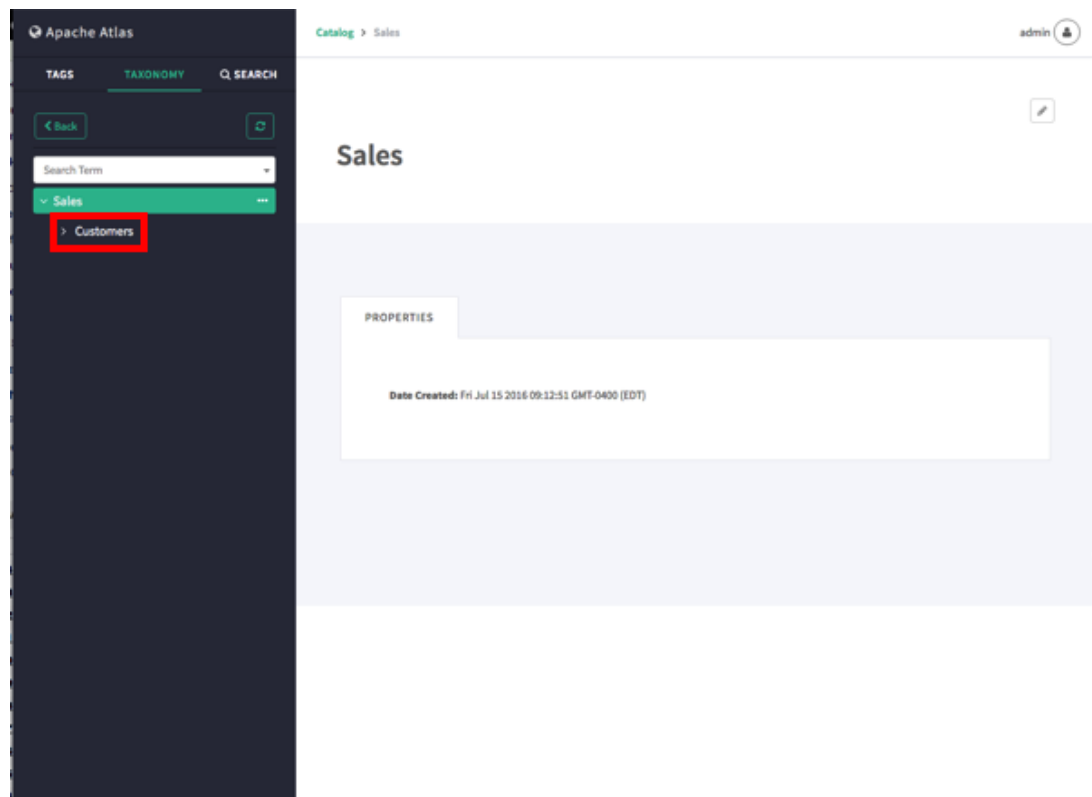 Apache Atlas
TAGS TAXONOMY SEARCH
Back
Search Term
Sales
Customers
Catalog > Sales
admin
Sales
PROPERTIES
Date Created: Fri Jul 15 2016 09:12:51 GMT-0400 (EDT)